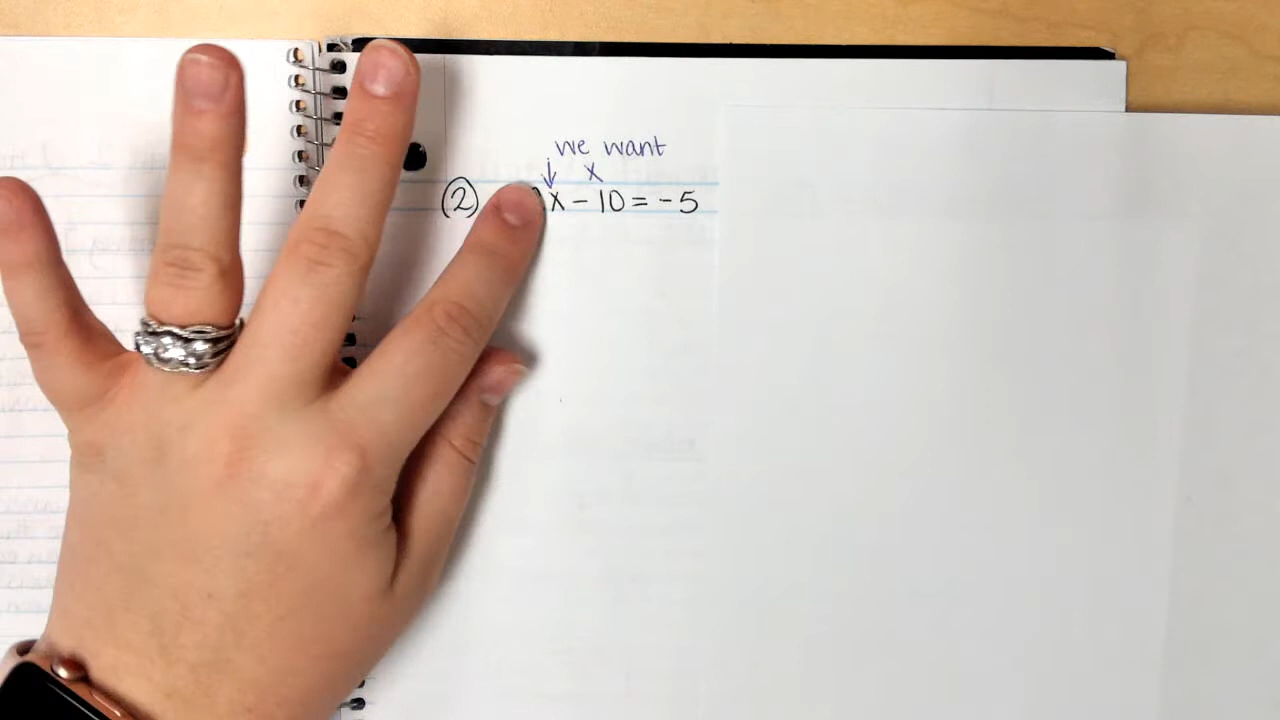 we want
x
(2) x - 10 = -5